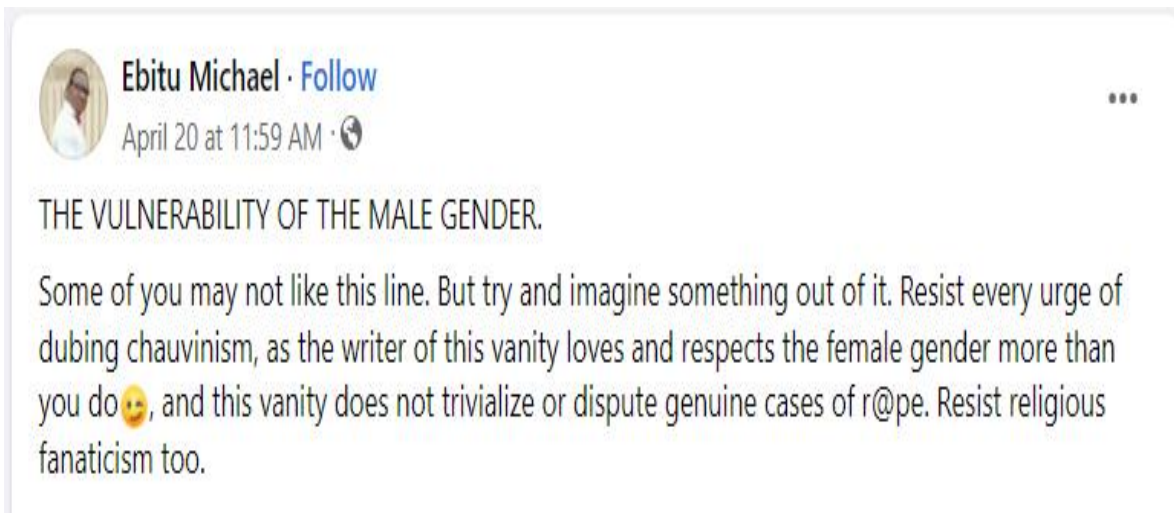 Ebitu Michael · Follow
April 20 at 11:59 AM ·
THE VULNERABILITY OF THE MALE GENDER.
Some of you may not like this line. But try and imagine something out of it. Resist every urge of
dubing chauvinism, as the writer of this vanity loves and respects the female gender more than
you do😉, and this vanity does not trivialize or dispute genuine cases of r@pe. Resist religious
fanaticism too.